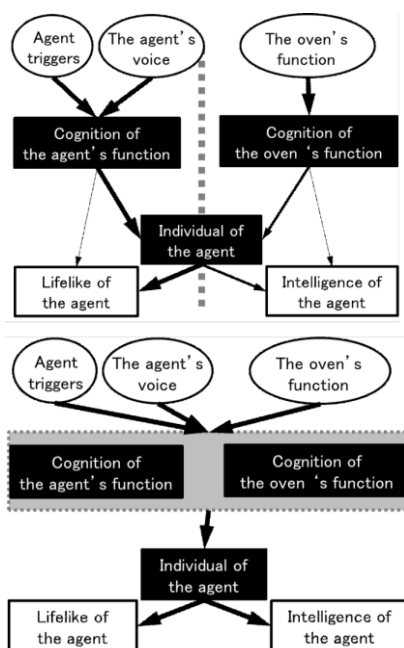 Agent
triggers
The agent's
voice
The oven's
function
Cognition of
the agent's function
Cognition of
the oven 's function
Individual of
the agent
Lifelike of
the agent
Intelligence of
the agent
Agent
triggers
The agent's
voice
The oven's
function
Cognition of
the agent's function
Cognition of
the oven 's function
Individual of
the agent
Lifelike of
the agent
Intelligence of
the agent